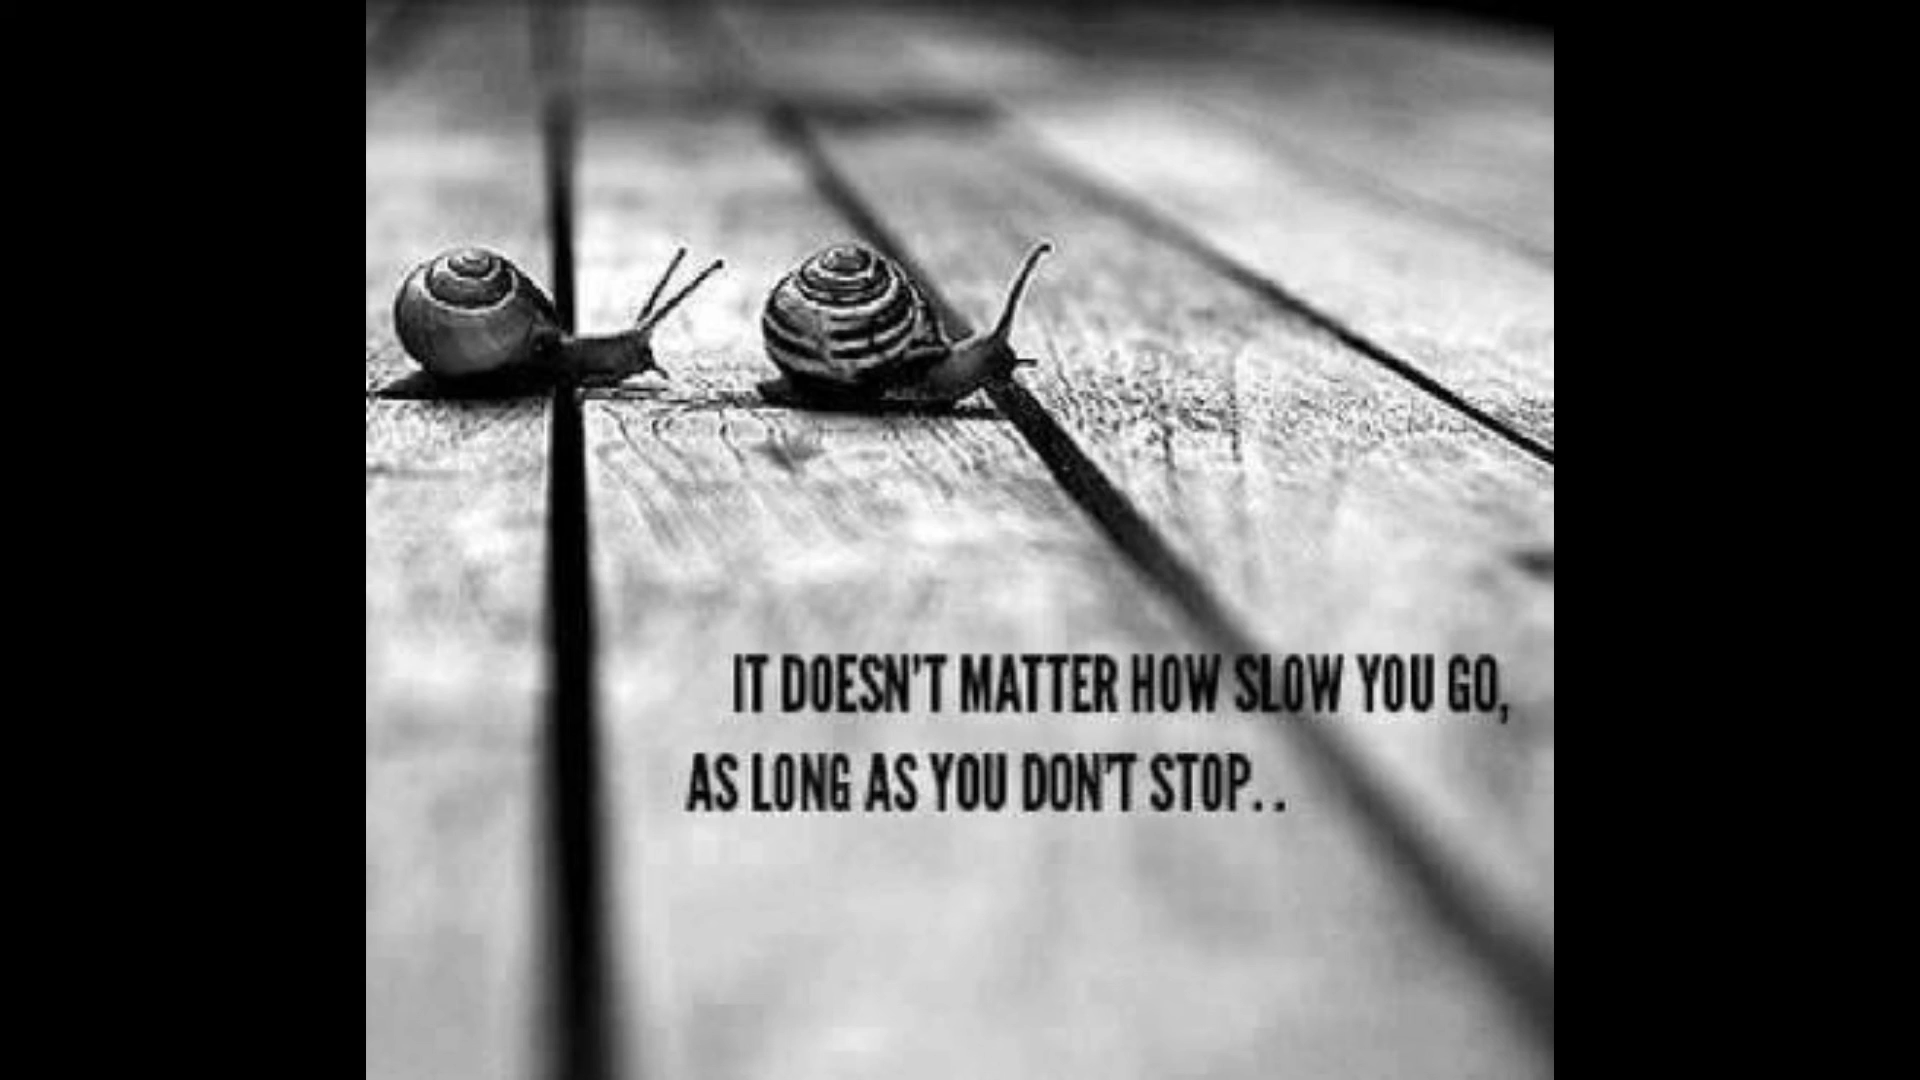 IT DOESN'T MATTER HOW SLOW YOU GO,
AS LONG AS YOU DON'T STOP. .